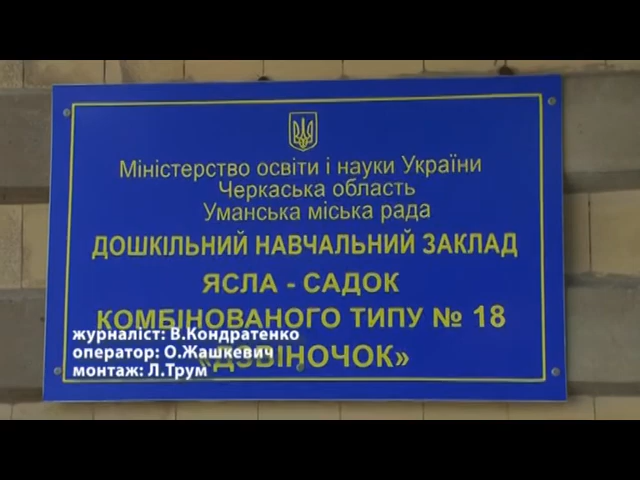 Міністерство освіти і науки України
Черкаська область
Уманська міська рада
ДОШКІЛЬНИЙ НАВЧАЛЬНИЙ ЗАКЛАД
ЯСЛА - САДОК
КОМБІНОВАНОГО ТИПУ № 18
«ДЗВІНОЧОК»
журналіст: В.Кондратенко
оператор: О.Жашкевич
монтаж: Л.Трум